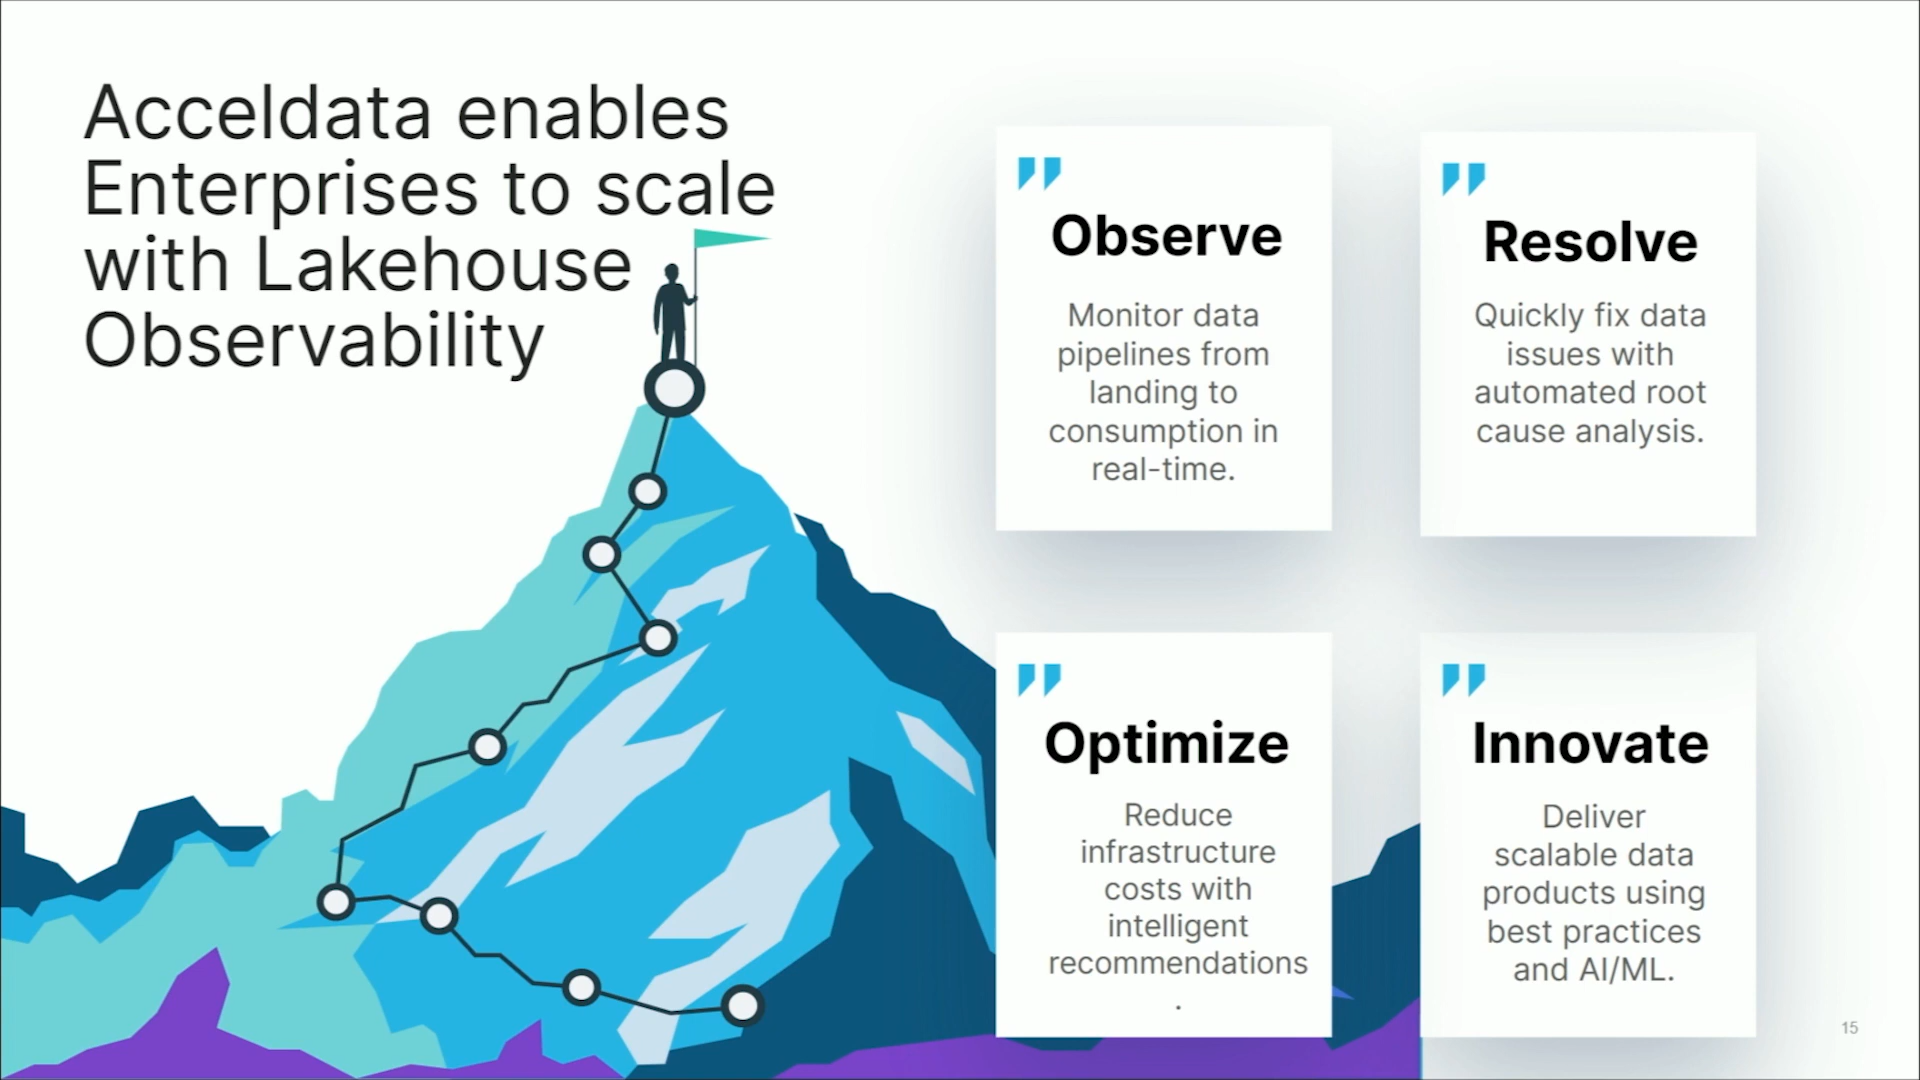 Acceldata enables
Enterprises to scale
with Lakehouse
Observability
Observe
Monitor data
pipelines from
landing to
consumption in
real-time.
Resolve
Quickly fix data
issues with
automated root
cause analysis.
Optimize
Reduce
infrastructure
costs with
intelligent
recommendations
.
Innovate
Deliver
scalable data
products using
best practices
and AI/ML.
15